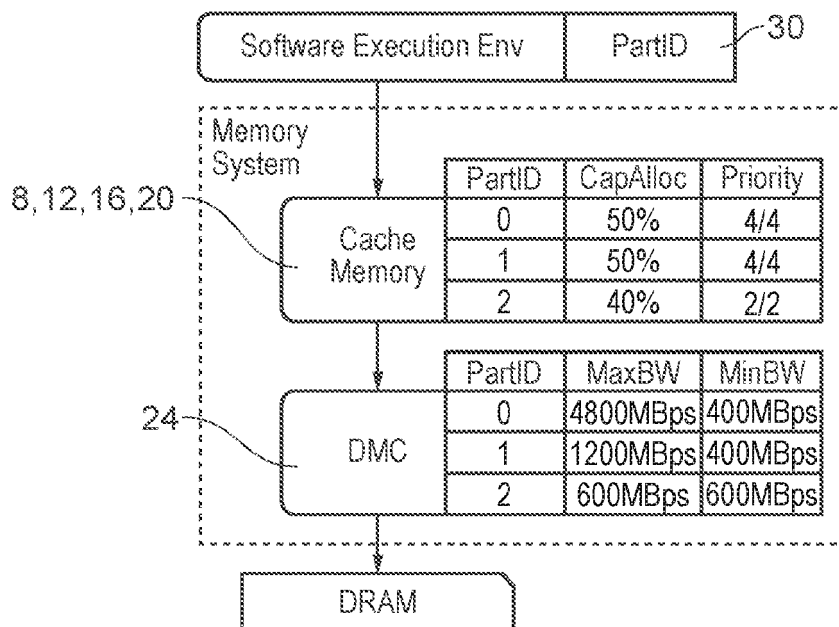 Software Execution Env PartID 30
Memory
System
8,12,16,20
Cache
Memory
PartID CapAlloc Priority
0 50% 4/4
1 50% 4/4
2 40% 2/2
24
DMC
PartID MaxBW MinBW
0 4800MBps 400MBps
1 1200MBps 400MBps
2 600MBps 600MBps
DRAM